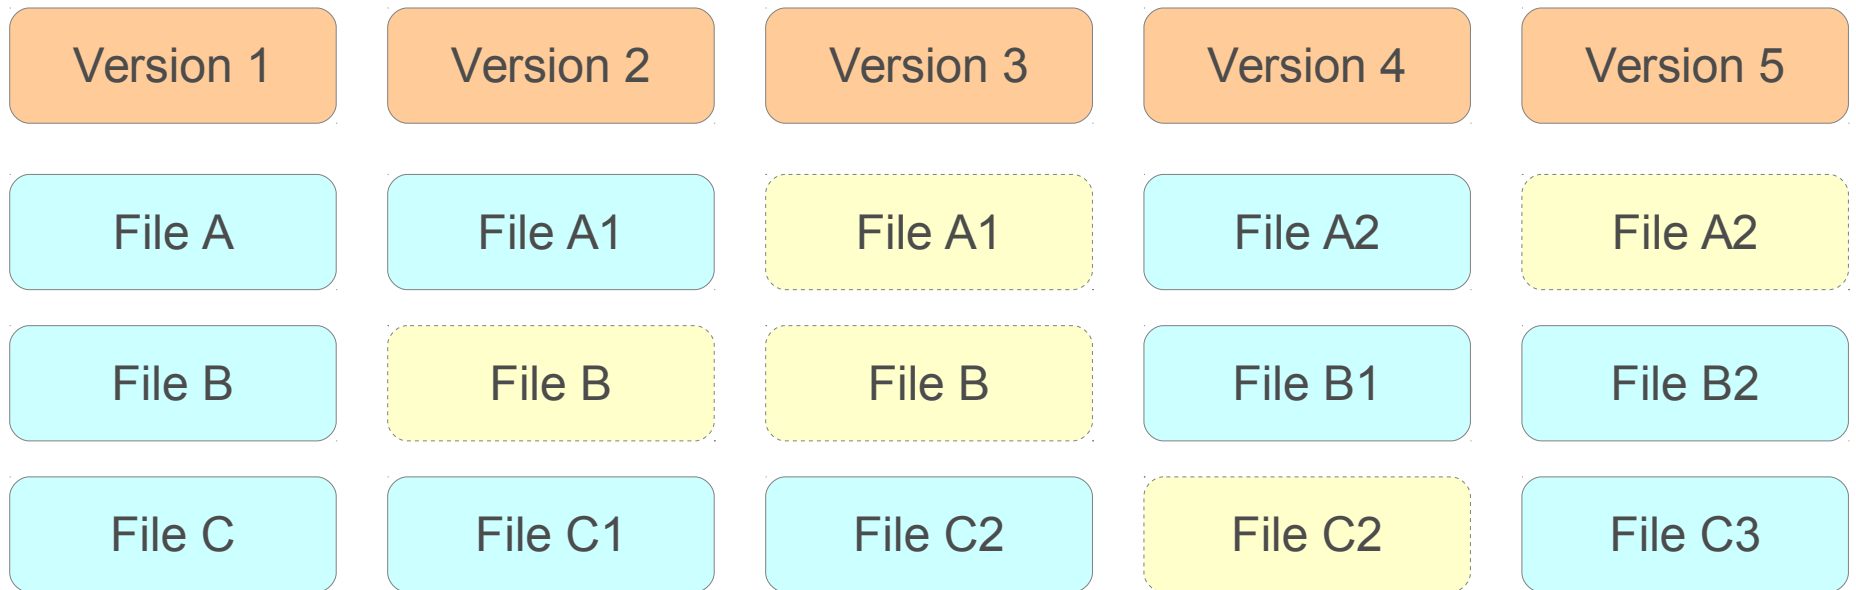 Version 1 Version 2 Version 3 Version 4 Version 5
File A File A1 File A1 File A2 File A2
File B File B File B File B1 File B2
File C File C1 File C2 File C2 File C3